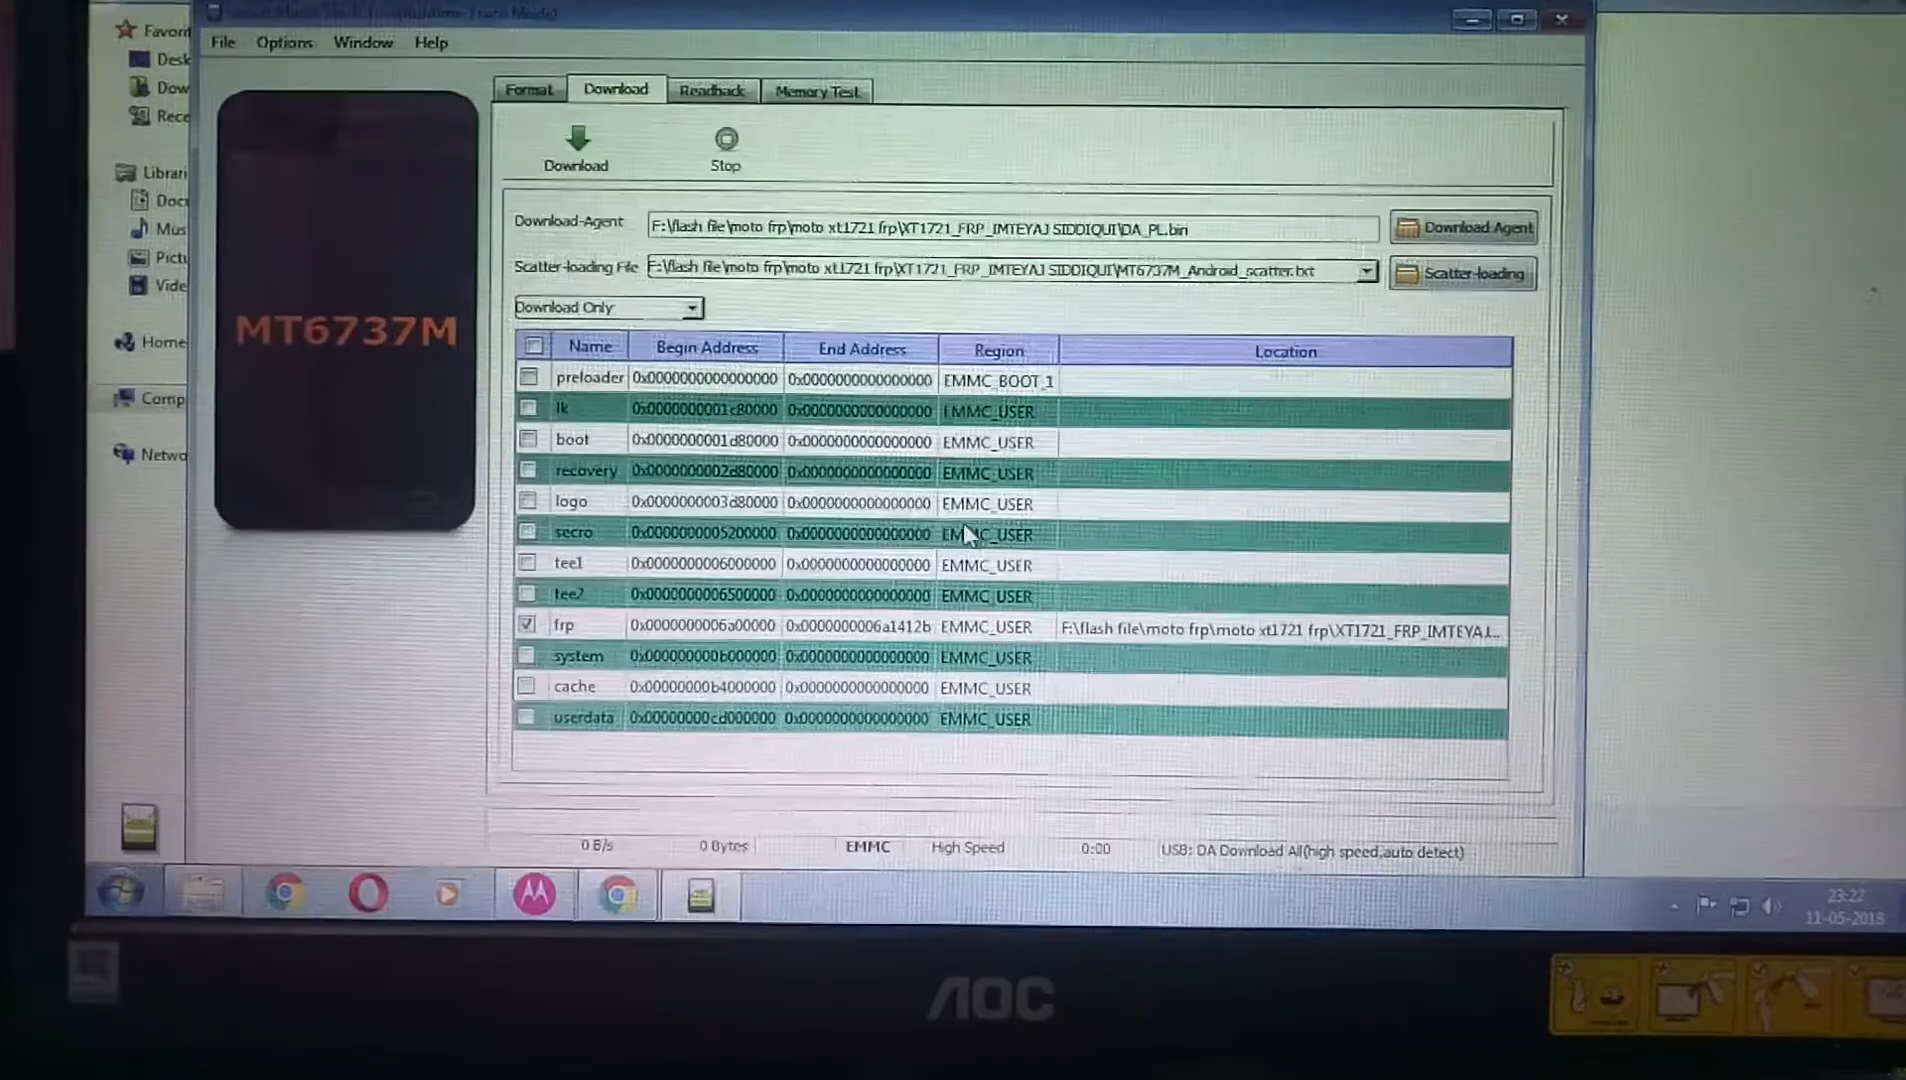 File Options Window Help
Format Download Readback Memory Test
Download Stop
Download-Agent F:\flash file\moto frp\moto xt1721 frp\XT1721_FRP_IMTEYAJ SIDDIQUI\DA_PL.bin Download Agent
Scatter-loading File F:\flash file\moto frp\moto xt1721 frp\XT1721_FRP_IMTEYAJ SIDDIQUI\MT6737M_Android_scatter.txt Scatter-loading
Download Only
Name Begin Address End Address Region Location
preloader 0x0000000000000000 0x0000000000000000 EMMC_BOOT_1
lk 0x0000000001c80000 0x0000000000000000 EMMC_USER
boot 0x0000000001d80000 0x0000000000000000 EMMC_USER
recovery 0x0000000002d80000 0x0000000000000000 EMMC_USER
logo 0x0000000003d80000 0x0000000000000000 EMMC_USER
secro 0x0000000005200000 0x0000000000000000 EMMC_USER
tee1 0x0000000006000000 0x0000000000000000 EMMC_USER
tee2 0x0000000006500000 0x0000000000000000 EMMC_USER
frp 0x0000000006a00000 0x0000000006a1412b EMMC_USER F:\flash file\moto frp\moto xt1721 frp\XT1721_FRP_IMTEYAJ...
system 0x000000000b000000 0x0000000000000000 EMMC_USER
cache 0x00000000b4000000 0x0000000000000000 EMMC_USER
userdata 0x00000000cd000000 0x0000000000000000 EMMC_USER
0 B/s 0 Bytes EMMC High Speed 0:00 USB: DA Download All(high speed,auto detect)
MT6737M
Favori
Desk
Dow
Rece
Librari
Doc
Mus
Pictu
Vide
Home
Comp
Netwo
23:22
11-05-2018
AOC